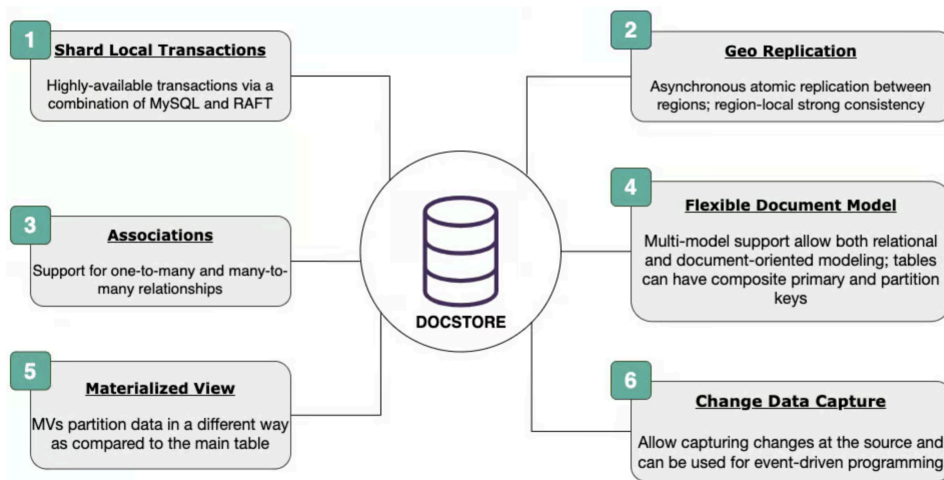 1
Shard Local Transactions
Highly-available transactions via a
combination of MySQL and RAFT
2
Geo Replication
Asynchronous atomic replication between
regions; region-local strong consistency
3
Associations
Support for one-to-many and many-to-
many relationships
4
Flexible Document Model
Multi-model support allow both relational
and document-oriented modeling; tables
can have composite primary and partition
keys
DOCSTORE
5
Materialized View
MVs partition data in a different way
as compared to the main table
6
Change Data Capture
Allow capturing changes at the source and
can be used for event-driven programming